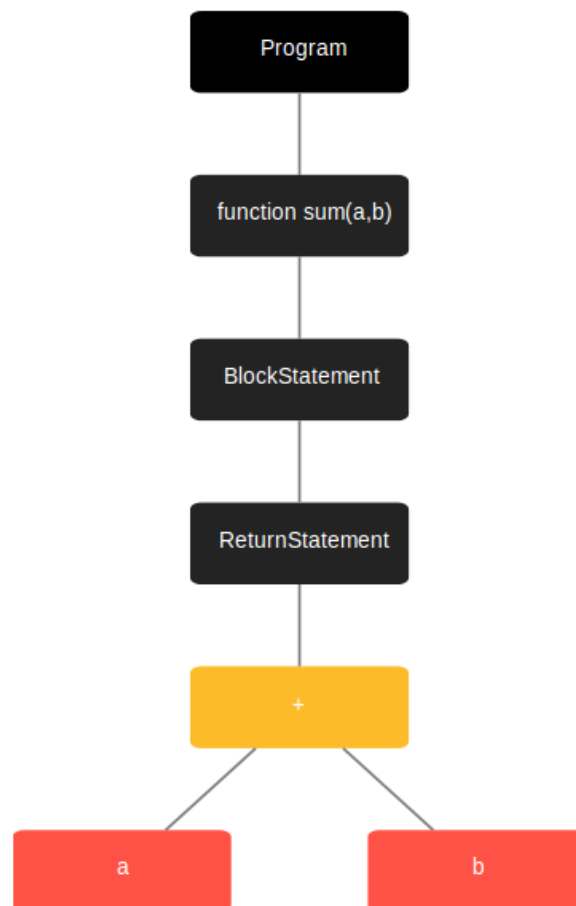 Program
function sum(a,b)
BlockStatement
ReturnStatement
+
a
b